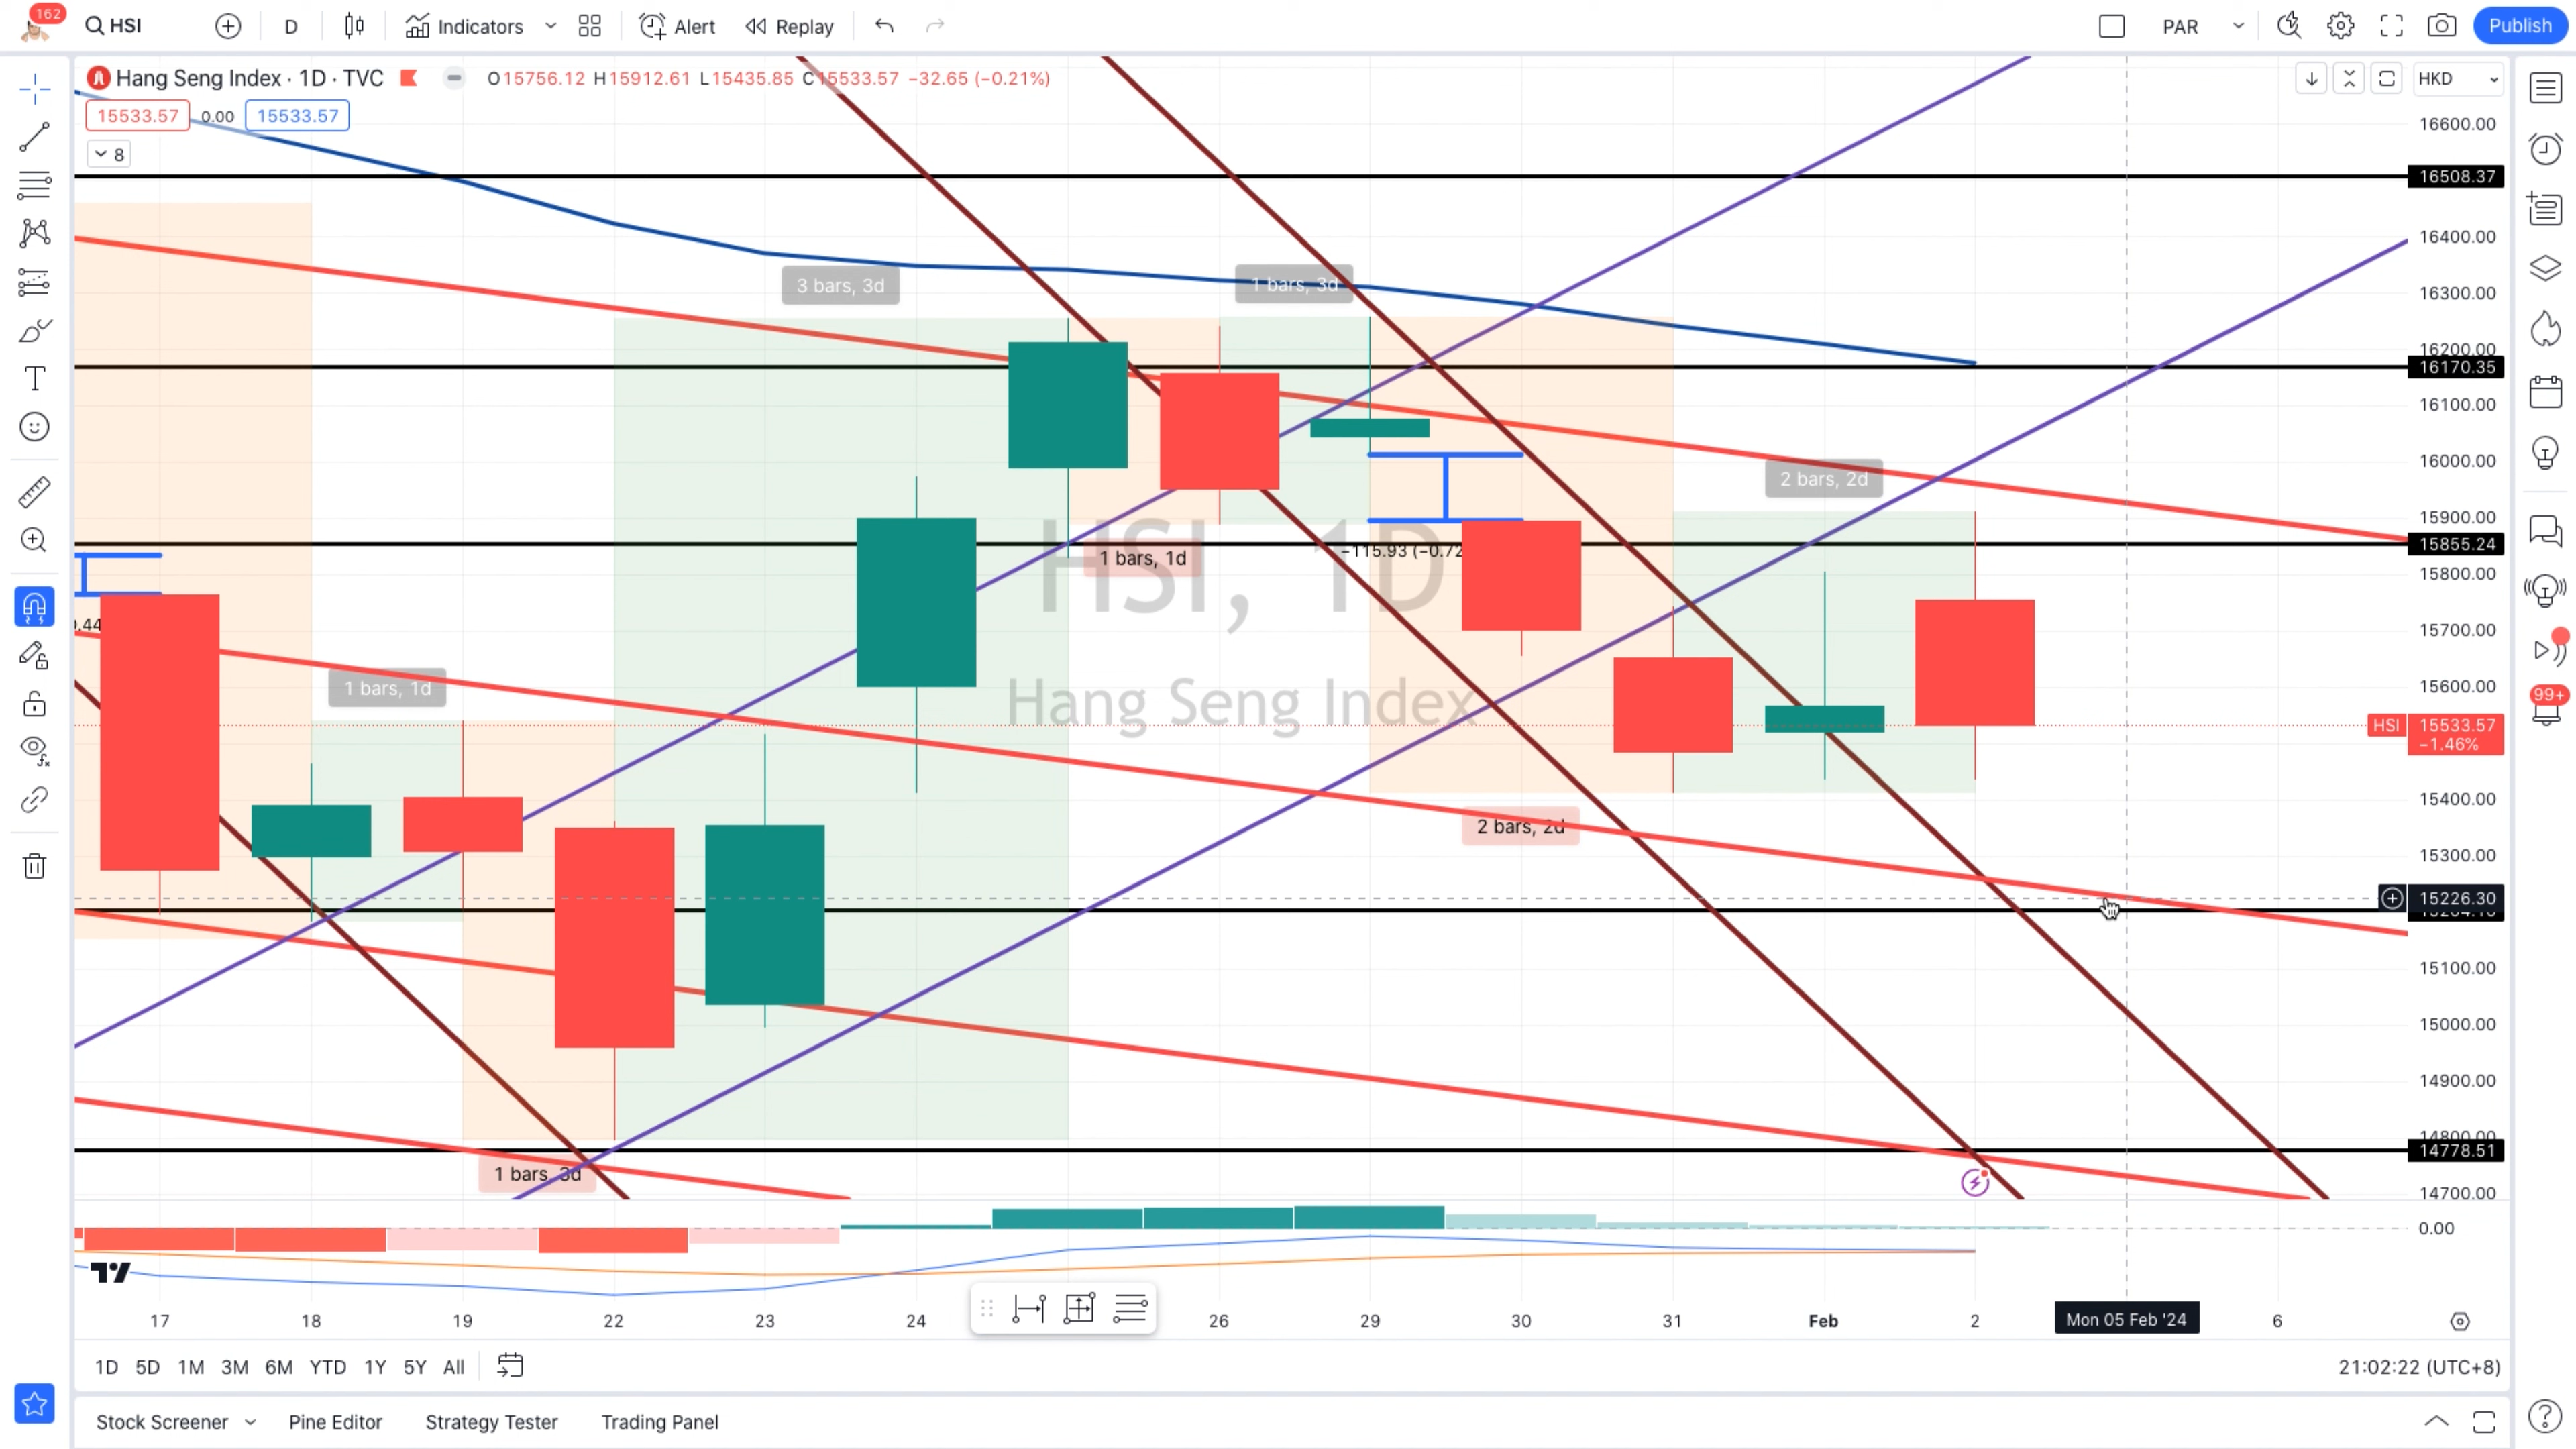 162
HSI
D
Indicators
Alert
Replay
PAR
Publish
Hang Seng Index · 1D · TVC
O15756.12 H15912.61 L15435.85 C15533.57 −32.65 (−0.21%)
HKD
15533.57 0.00 15533.57
8
16600.00
16508.37
16400.00
16300.00
16200.00
16170.35
16100.00
16000.00
15900.00
15855.24
15800.00
15700.00
15600.00
HSI 15533.57
−1.46%
15400.00
15300.00
15226.30
15100.00
15000.00
14900.00
14800.00
14778.51
14700.00
0.00
3 bars, 3d
1 bars, 3d
2 bars, 2d
1 bars, 1d
−115.93 (−0.72
0.44
1 bars, 1d
2 bars, 2d
1 bars, 3d
HSI, 1D
Hang Seng Index
99+
17 18 19 22 23 24 26 29 30 31 Feb 2 Mon 05 Feb '24 6
1D 5D 1M 3M 6M YTD 1Y 5Y All
21:02:22 (UTC+8)
Stock Screener Pine Editor Strategy Tester Trading Panel